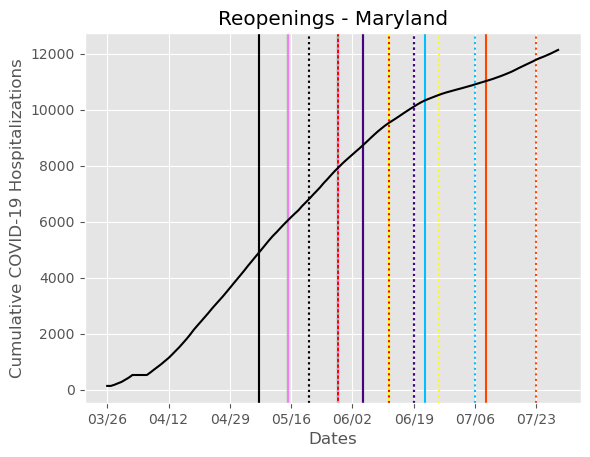 Reopenings - Maryland
Cumulative COVID-19 Hospitalizations
12000
10000
8000
6000
4000
2000
0
03/26 04/12 04/29 05/16 06/02 06/19 07/06 07/23
Dates